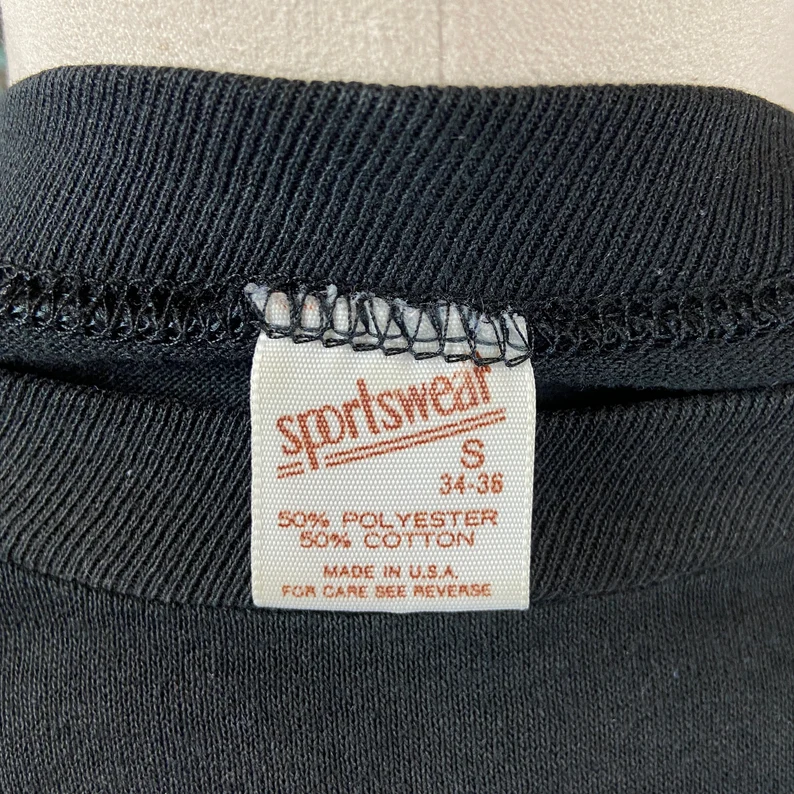 sportswear
S
34-36
50% POLYESTER
50% COTTON
MADE IN U.S.A.
FOR CARE SEE REVERSE